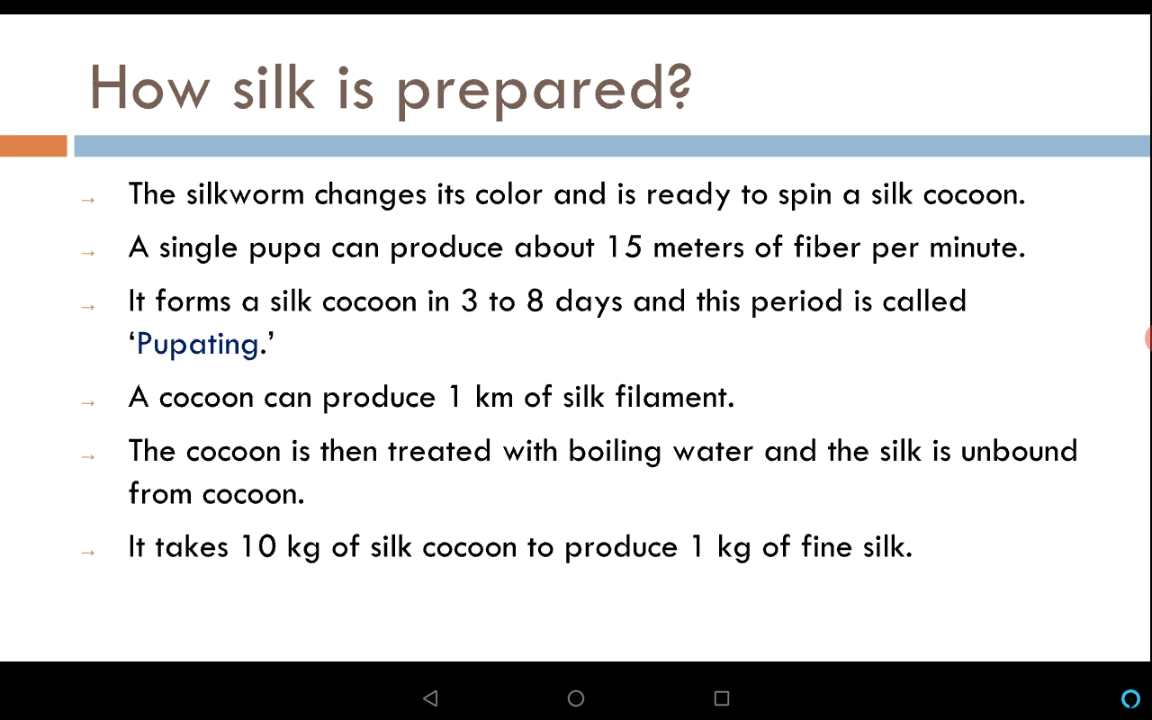 How silk is prepared?
→ The silkworm changes its color and is ready to spin a silk cocoon.
→ A single pupa can produce about 15 meters of fiber per minute.
→ It forms a silk cocoon in 3 to 8 days and this period is called
‘Pupating.’
→ A cocoon can produce 1 km of silk filament.
→ The cocoon is then treated with boiling water and the silk is unbound
from cocoon.
→ It takes 10 kg of silk cocoon to produce 1 kg of fine silk.